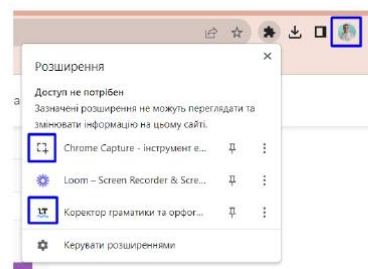 Розширення
Доступ не потрібен
Зазначені розширення не можуть переглядати та
змінювати інформацію на цьому сайті.
Chrome Capture - інструмент е...
Loom – Screen Recorder & Scre...
LT
Коректор граматики та орфог...
Керувати розширеннями